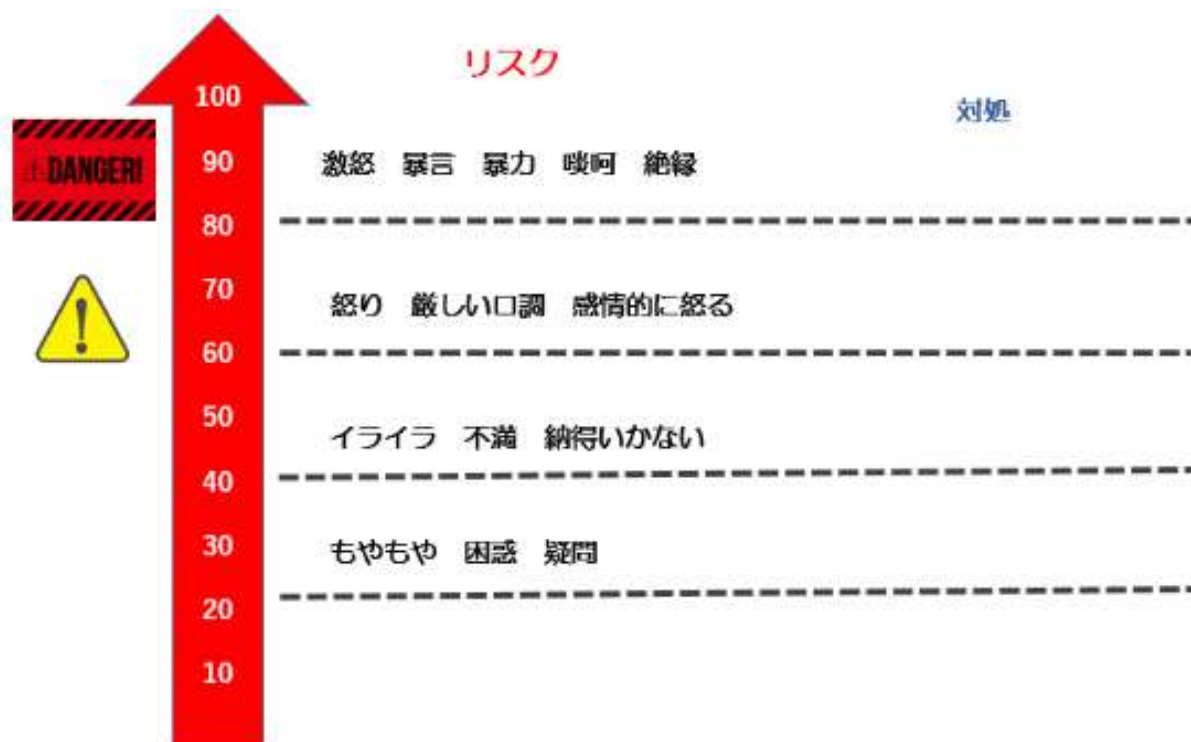 リスク
100
対処
DANGER!
90
激怒 暴言 暴力 啖呵 絶縁
80
70
怒り 厳しい口調 感情的に怒る
60
50
イライラ 不満 納得いかない
40
30
もやもや 困惑 疑問
20
10